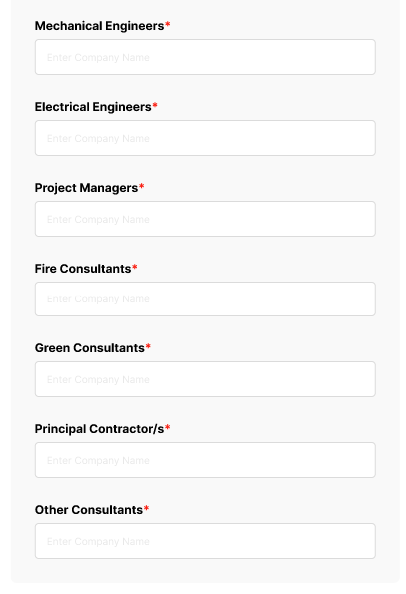 Mechanical Engineers*
Enter Company Name
Electrical Engineers*
Enter Company Name
Project Managers*
Enter Company Name
Fire Consultants*
Enter Company Name
Green Consultants*
Enter Company Name
Principal Contractor/s*
Enter Company Name
Other Consultants*
Enter Company Name